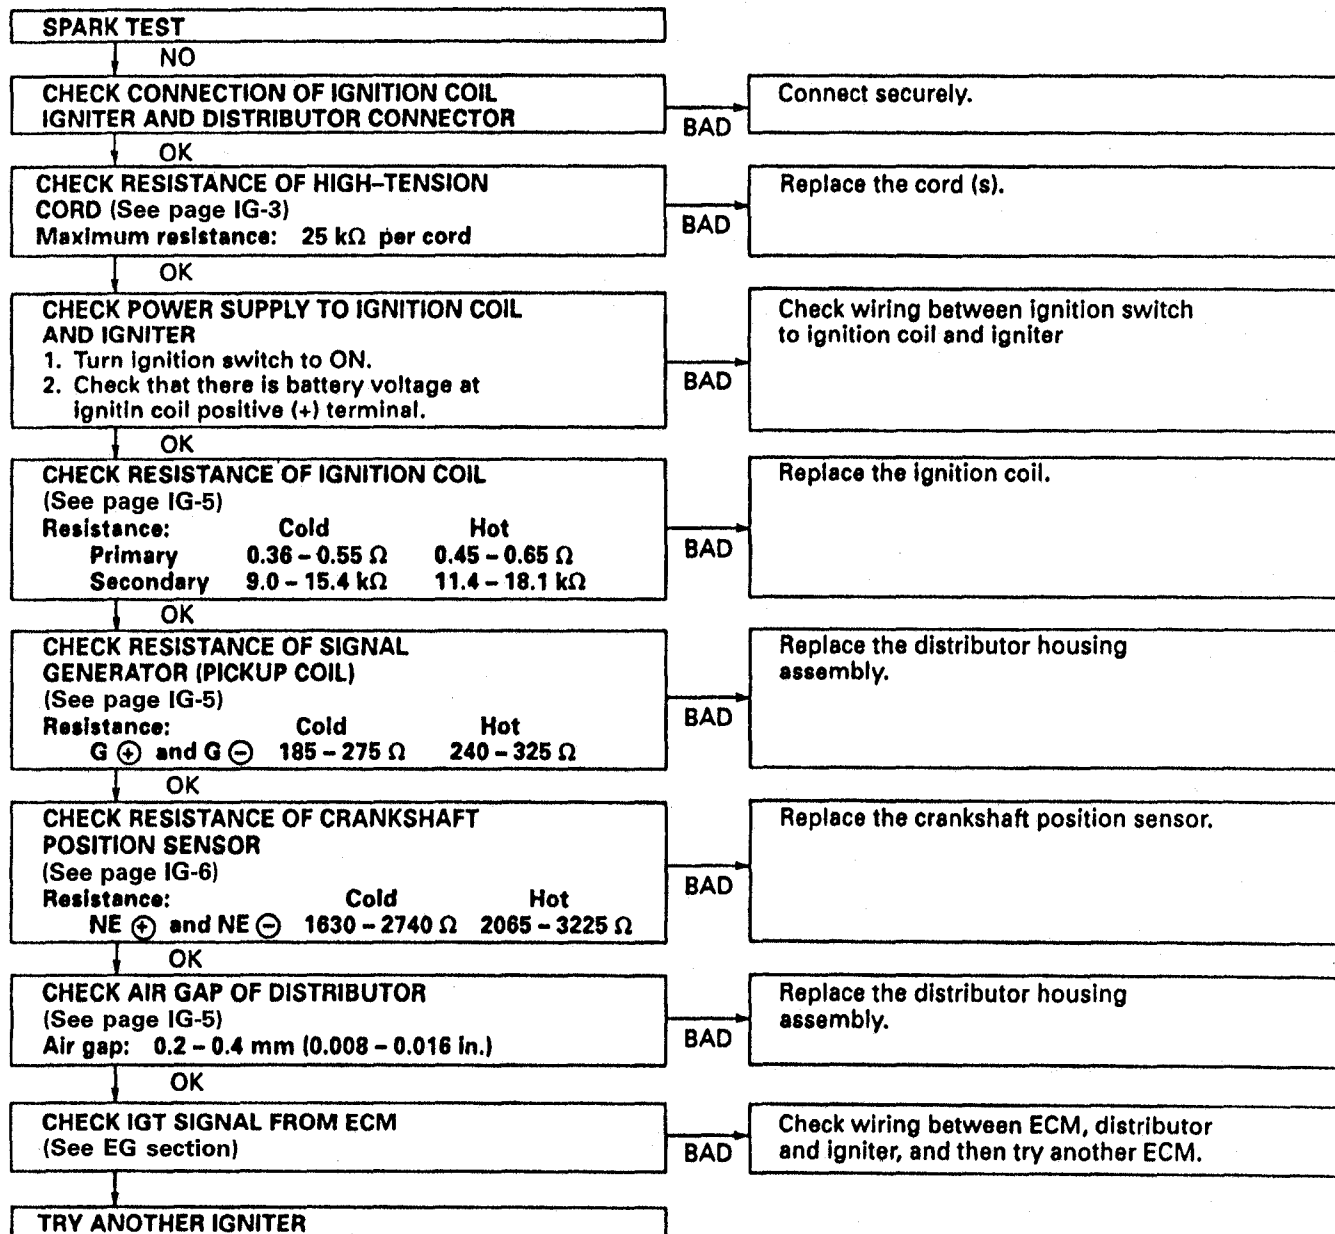 SPARK TEST
NO
CHECK CONNECTION OF IGNITION COIL
IGNITER AND DISTRIBUTOR CONNECTOR
BAD
Connect securely.
OK
CHECK RESISTANCE OF HIGH–TENSION
CORD (See page IG-3)
Maximum resistance: 25 kΩ per cord
BAD
Replace the cord (s).
OK
CHECK POWER SUPPLY TO IGNITION COIL
AND IGNITER
1. Turn ignition switch to ON.
2. Check that there is battery voltage at
ignitin coil positive (+) terminal.
BAD
Check wiring between ignition switch
to ignition coil and igniter
OK
CHECK RESISTANCE OF IGNITION COIL
(See page IG-5)
Resistance: Cold Hot
Primary 0.36 – 0.55 Ω 0.45 – 0.65 Ω
Secondary 9.0 – 15.4 kΩ 11.4 – 18.1 kΩ
BAD
Replace the ignition coil.
OK
CHECK RESISTANCE OF SIGNAL
GENERATOR (PICKUP COIL)
(See page IG-5)
Resistance: Cold Hot
G ⊕ and G ⊖ 185 – 275 Ω 240 – 325 Ω
BAD
Replace the distributor housing
assembly.
OK
CHECK RESISTANCE OF CRANKSHAFT
POSITION SENSOR
(See page IG-6)
Resistance: Cold Hot
NE ⊕ and NE ⊖ 1630 – 2740 Ω 2065 – 3225 Ω
BAD
Replace the crankshaft position sensor.
OK
CHECK AIR GAP OF DISTRIBUTOR
(See page IG-5)
Air gap: 0.2 – 0.4 mm (0.008 – 0.016 in.)
BAD
Replace the distributor housing
assembly.
OK
CHECK IGT SIGNAL FROM ECM
(See EG section)
BAD
Check wiring between ECM, distributor
and igniter, and then try another ECM.
TRY ANOTHER IGNITER